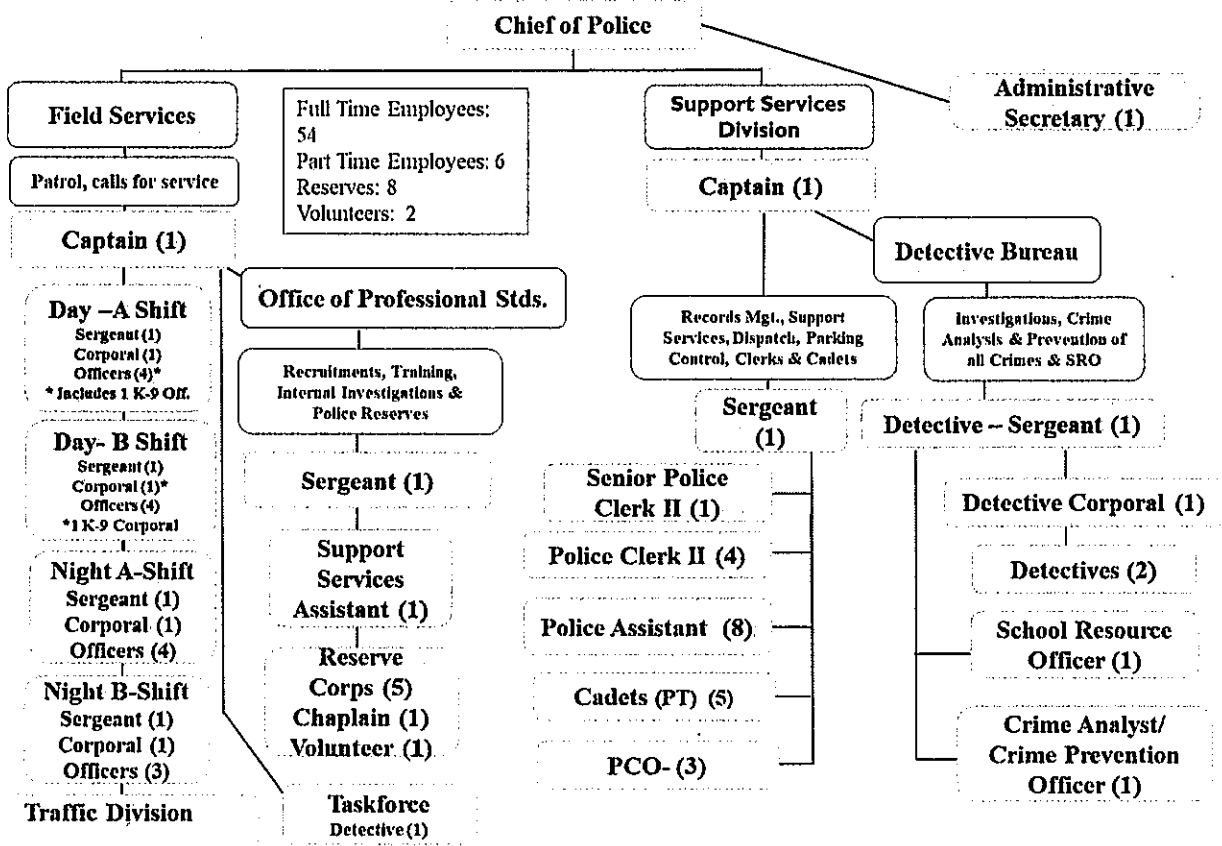 Chief of Police
Administrative
Secretary (1)
Field Services
Full Time Employees:
54
Part Time Employees: 6
Reserves: 8
Volunteers: 2
Support Services
Division
Patrol, calls for service
Captain (1)
Captain (1)
Detective Bureau
Office of Professional Stds.
Day –A Shift
Sergeant (1)
Corporal (1)
Officers (4)*
* Includes 1 K-9 Off.
Recruitments, Training,
Internal Investigations &
Police Reserves
Records Mgt., Support
Services, Dispatch, Parking
Control, Clerks & Cadets
Investigations, Crime
Analysis & Prevention of
all Crimes & SRO
Day- B Shift
Sergeant (1)
Corporal (1)*
Officers (4)
*1 K-9 Corporal
Sergeant (1)
Sergeant
(1)
Detective – Sergeant (1)
Senior Police
Clerk II (1)
Detective Corporal (1)
Night A-Shift
Sergeant (1)
Corporal (1)
Officers (4)
Support
Services
Assistant (1)
Police Clerk II (4)
Detectives (2)
Police Assistant (8)
School Resource
Officer (1)
Night B-Shift
Sergeant (1)
Corporal (1)
Officers (3)
Reserve
Corps (5)
Chaplain (1)
Volunteer (1)
Cadets (PT) (5)
PCO- (3)
Crime Analyst/
Crime Prevention
Officer (1)
Traffic Division
Taskforce
Detective (1)